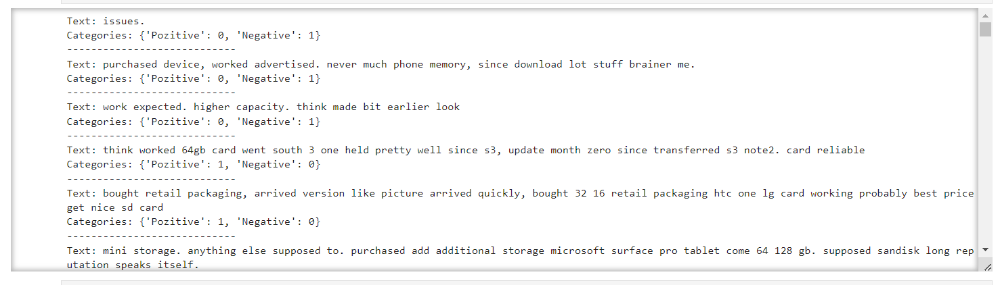 Text: issues.
Categories: {'Pozitive': 0, 'Negative': 1}
----------------------------
Text: purchased device, worked advertised. never much phone memory, since download lot stuff brainer me.
Categories: {'Pozitive': 0, 'Negative': 1}
----------------------------
Text: work expected. higher capacity. think made bit earlier look
Categories: {'Pozitive': 0, 'Negative': 1}
----------------------------
Text: think worked 64gb card went south 3 one held pretty well since s3, update month zero since transferred s3 note2. card reliable
Categories: {'Pozitive': 1, 'Negative': 0}
----------------------------
Text: bought retail packaging, arrived version like picture arrived quickly, bought 32 16 retail packaging htc one lg card working probably best price
get nice sd card
Categories: {'Pozitive': 1, 'Negative': 0}
----------------------------
Text: mini storage. anything else supposed to. purchased add additional storage microsoft surface pro tablet come 64 128 gb. supposed sandisk long rep
utation speaks itself.